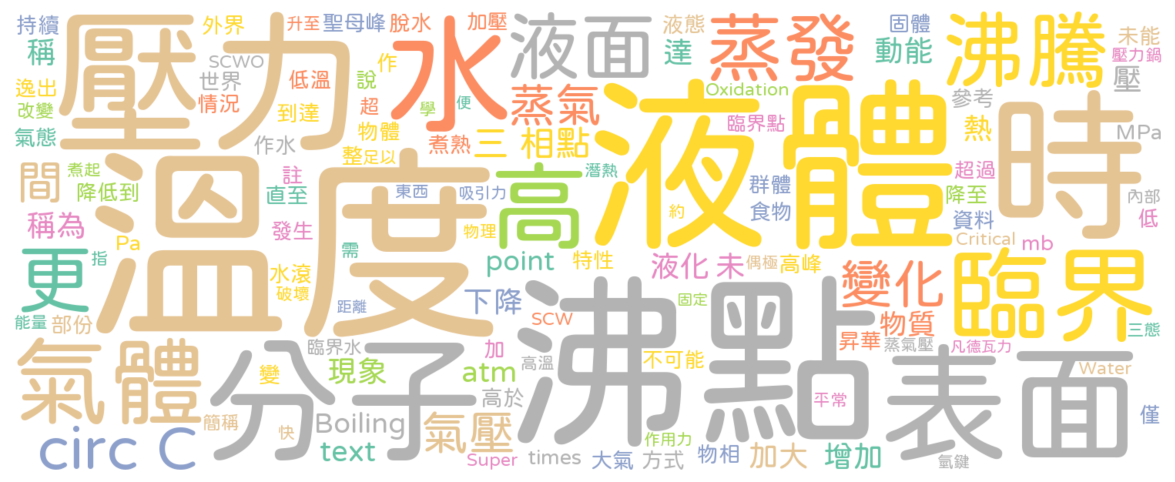 持續 外界 升至 聖母峰 脫水 加壓 液態 固體 未能
稱 壓力 SCWO 作 水 液面 達 蒸發 動能 沸騰 壓力鍋
逸出 世界 低溫 說 壓
改變 情況 到達 超 學 便 蒸氣 Oxidation 參考
氣態 作水 物體 煮熟 三相點 臨界點 熱 MPa
間 煮起 整 足以 高 潛熱 液體 超過 時
降低到 註 直至 東西 吸引力 約 群體 降至 內部
稱為 發生 物理 食物 資料 低
更 指 Pa 溫度 需 point 特性 液化 未 偶極 高峰 Critical mb
水滾 破壞 距離 下降 固定 變化 臨界
能量 部份 SCW 沸點 物質 三態
氣體 臨界水 分子 加 高溫 不可能 昇華 蒸氣壓 凡德瓦力
變 現象 atm 高於 平常 表面 Water
簡稱 快 Boiling 氣壓 作用力 氫鍵 僅
circ C text Super times 大氣 方式 物相 加大 增加